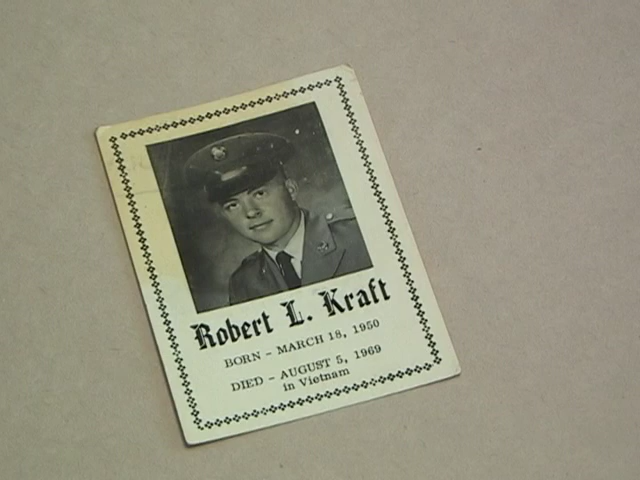 Robert L. Kraft
BORN - MARCH 18, 1950
DIED - AUGUST 5, 1969
in Vietnam